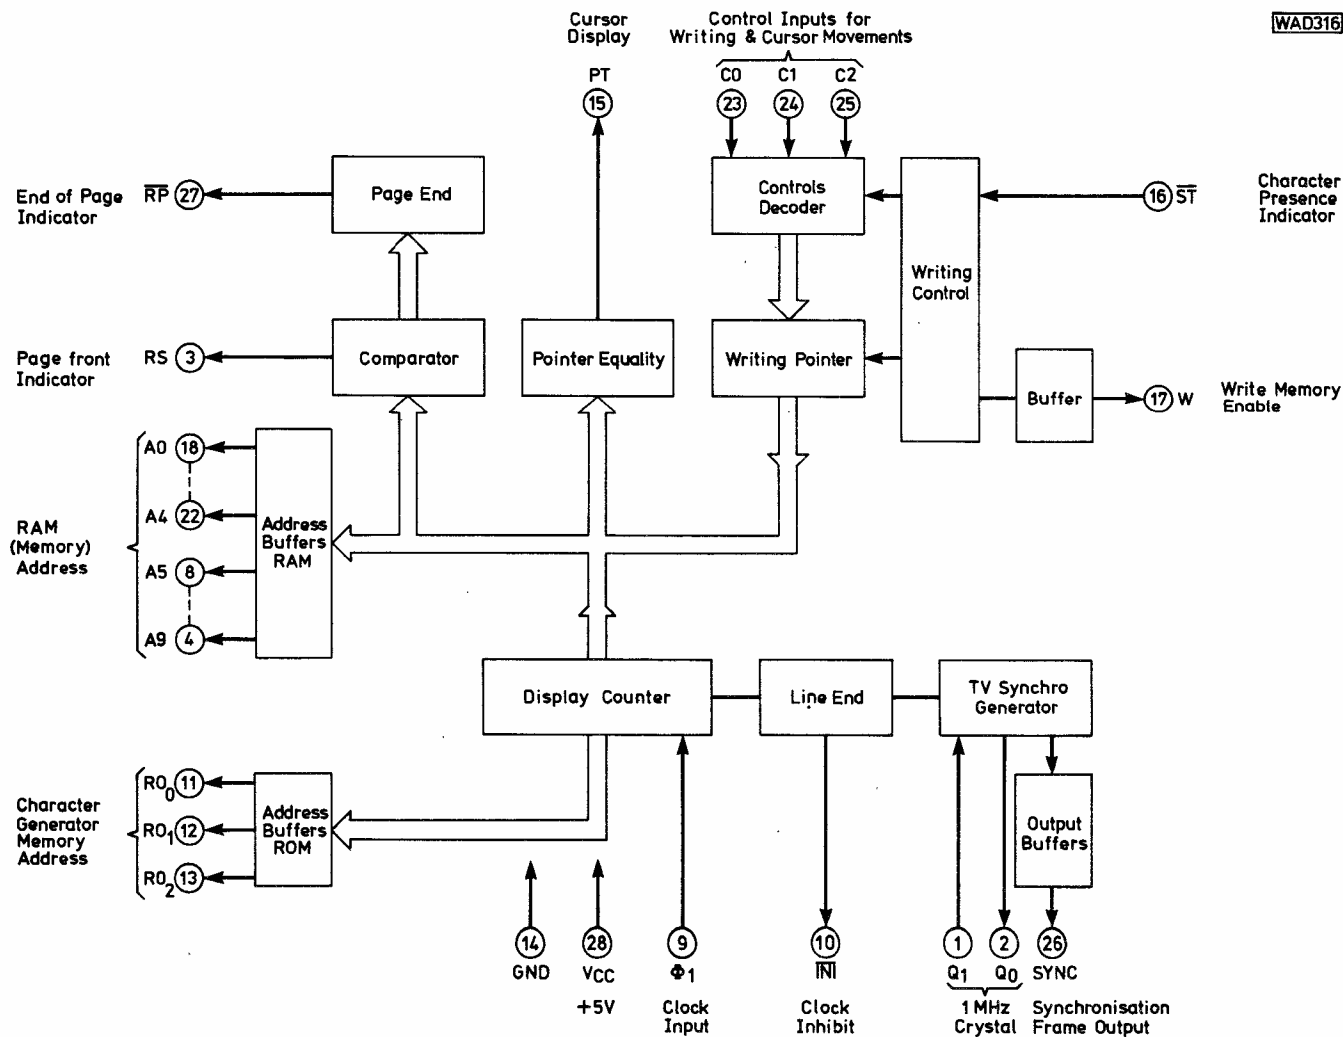 Cursor
Display
Control Inputs for
Writing & Cursor Movements
WAD316
PT
C0 C1 C2
15
23 24 25
End of Page
Indicator
RP 27
Page End
Controls
Decoder
16 ST
Character
Presence
Indicator
Writing
Control
Page front
Indicator
RS 3
Comparator
Pointer Equality
Writing Pointer
Buffer
17 W
Write Memory
Enable
RAM
(Memory)
Address
A0 18
A4 22
A5 8
A9 4
Address
Buffers
RAM
Display Counter
Line End
TV Synchro
Generator
Character
Generator
Memory
Address
RO0 11
RO1 12
RO2 13
Address
Buffers
ROM
Output
Buffers
14 28 9 10 1 2 26
GND VCC Φ1 INI Q1 Q0 SYNC
+5V
Clock
Input
Clock
Inhibit
1 MHz
Crystal
Synchronisation
Frame Output